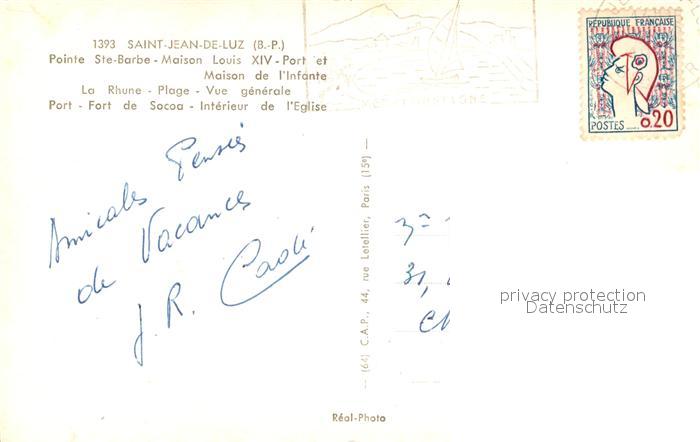 1393 SAINT-JEAN-DE-LUZ (B.-P.)
Pointe Ste-Barbe - Maison Louis XIV - Port et
Maison de l'Infante
La Rhune - Plage - Vue générale
Port - Fort de Socoa - Intérieur de l'Eglise
RÉPUBLIQUE FRANÇAISE
POSTES 0,20
Amicales Pensées
de Vacances
J. R.
(64) C.A.P., 44, rue Letellier, Paris (15e)
31,
privacy protection
Datenschutz
Réal-Photo